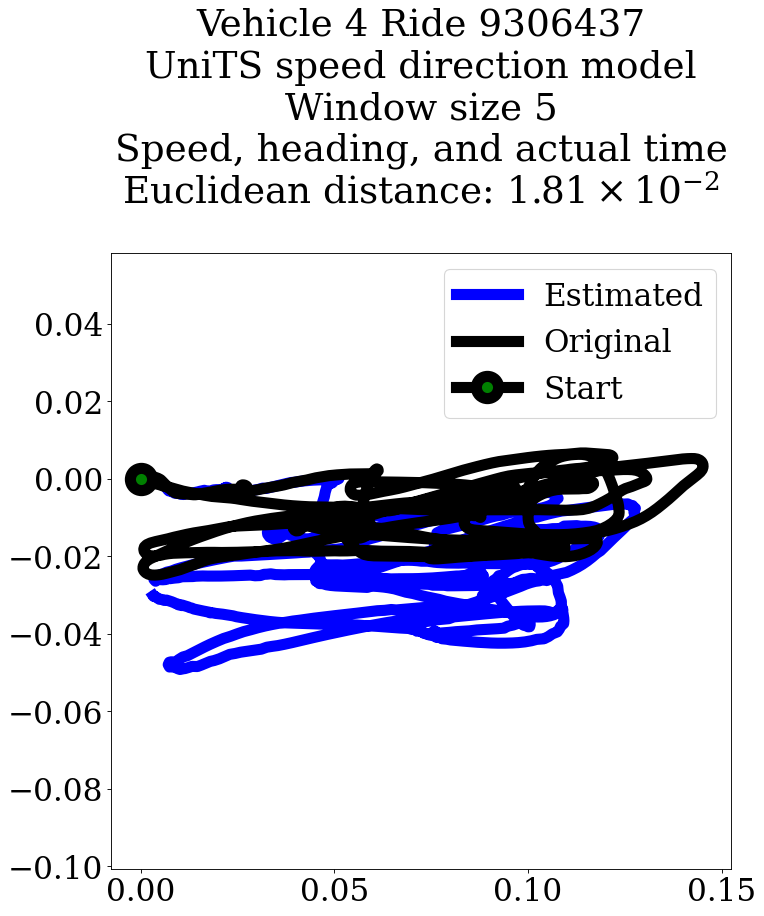 Vehicle 4 Ride 9306437
UniTS speed direction model
Window size 5
Speed, heading, and actual time
Euclidean distance: 1.81 × 10⁻²
Estimated
Original
Start
0.04
0.02
0.00
−0.02
−0.04
−0.06
−0.08
−0.10
0.00 0.05 0.10 0.15